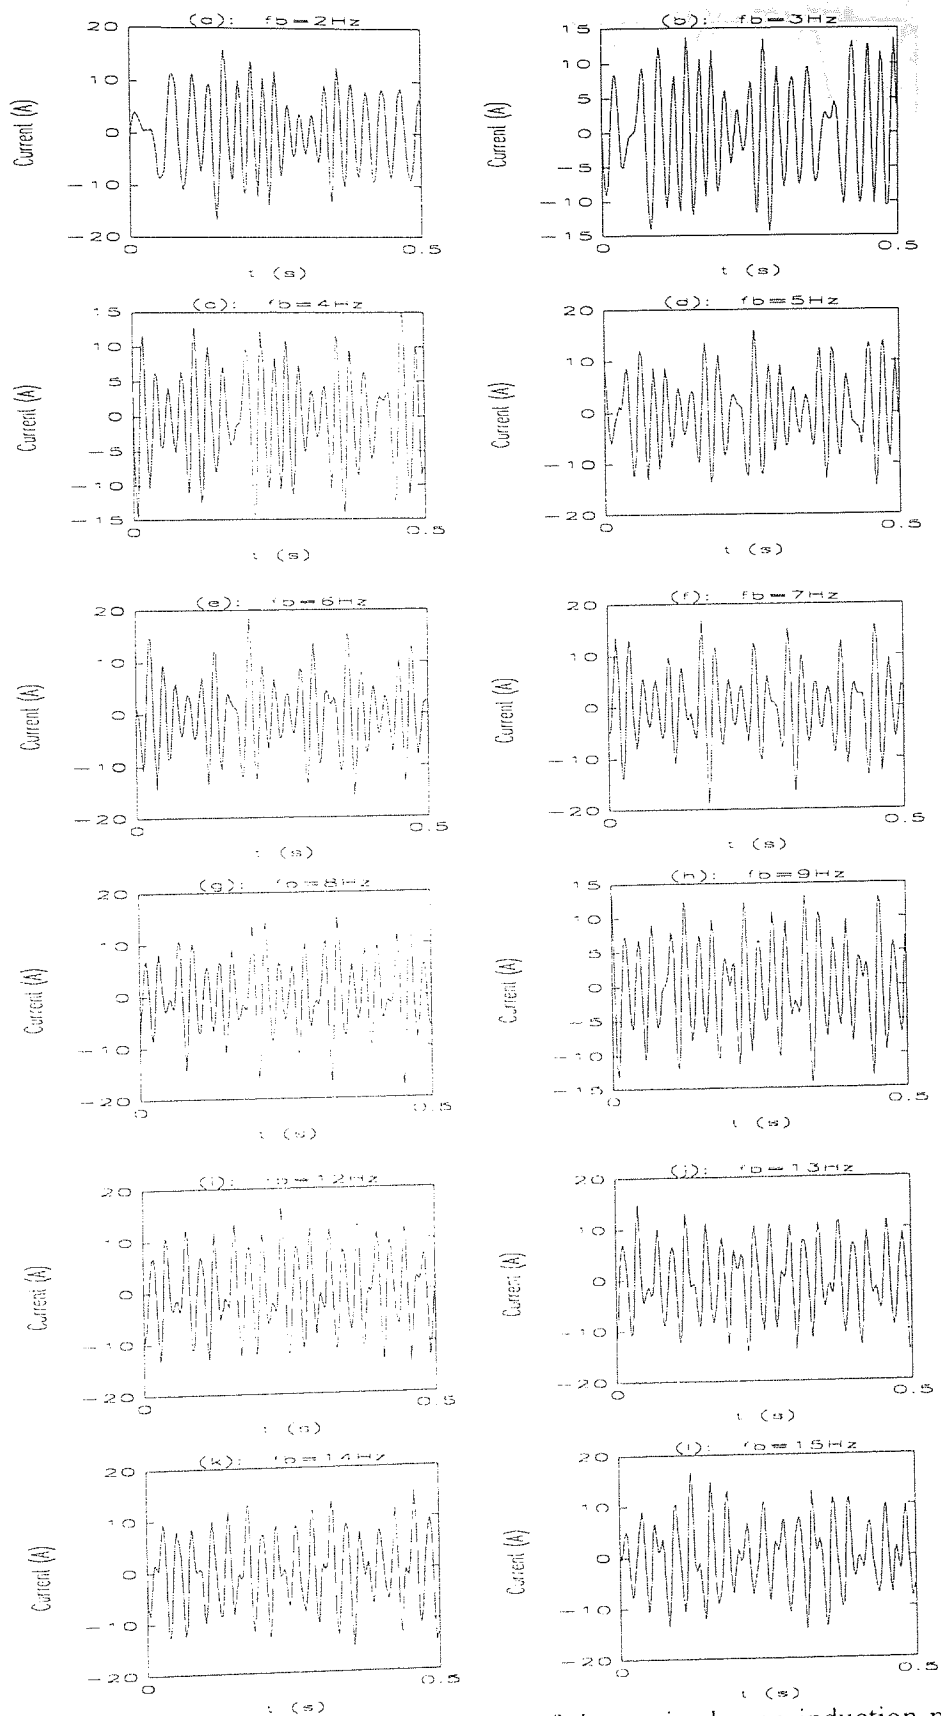 (a): fb=2Hz
20
10
0
−10
−20
Current (A)
0 0.5
t (s)
(b): fb=3Hz
15
10
5
0
−5
−10
−15
Current (A)
0 0.5
t (s)
(c): fb=4Hz
15
10
5
0
−5
−10
−15
Current (A)
0 0.5
t (s)
(d): fb=5Hz
20
10
0
−10
−20
Current (A)
0 0.5
t (s)
(e): fb=6Hz
20
10
0
−10
−20
Current (A)
0 0.5
t (s)
(f): fb=7Hz
20
10
0
−10
−20
Current (A)
0 0.5
t (s)
(g): fb=8Hz
20
10
0
−10
−20
Current (A)
0 0.5
t (s)
(h): fb=9Hz
15
10
5
0
−5
−10
−15
Current (A)
0 0.5
t (s)
(i): fb=12Hz
20
10
0
−10
−20
Current (A)
0 0.5
t (s)
(j): fb=13Hz
20
10
0
−10
−20
Current (A)
0 0.5
t (s)
(k): fb=14Hz
20
10
0
−10
−20
Current (A)
0 0.5
t (s)
(l): fb=15Hz
20
10
0
−10
−20
Current (A)
0 0.5
t (s)
induction